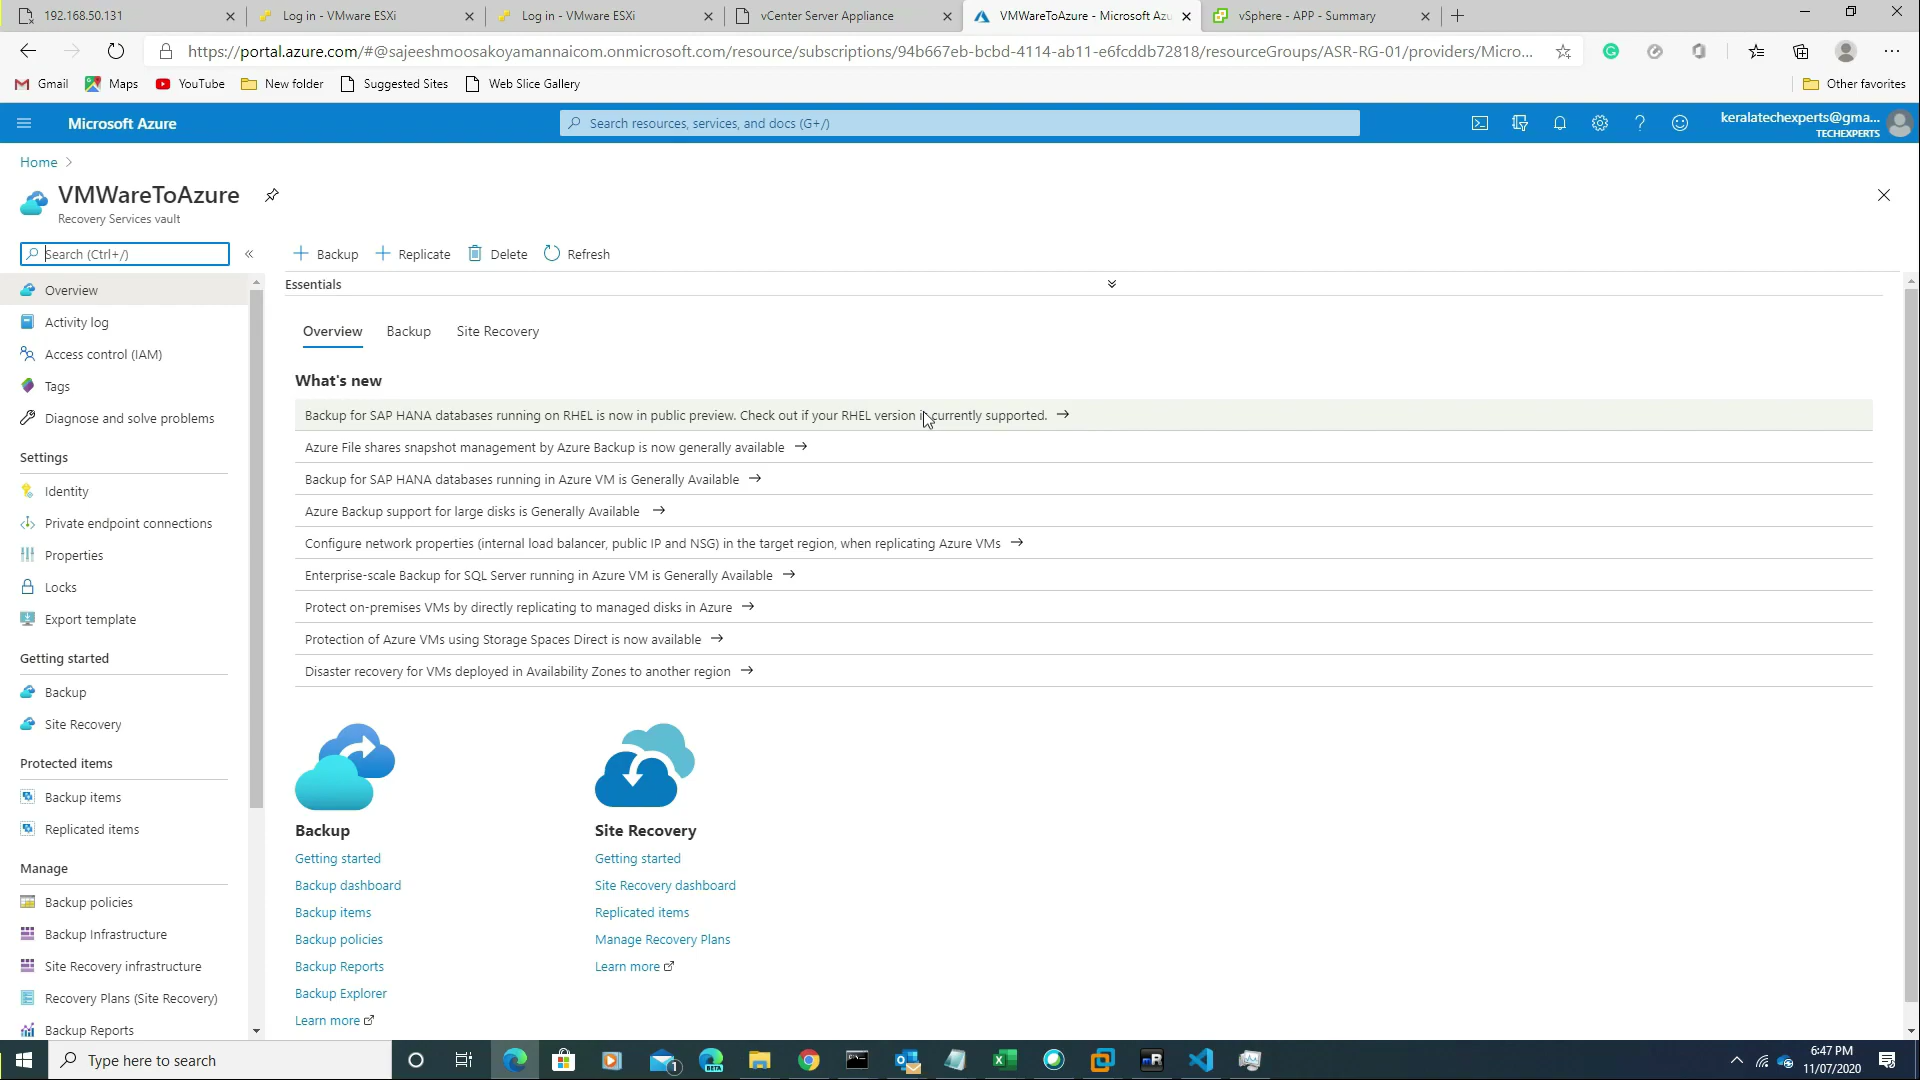 192.168.50.131
Log in - VMware ESXi
Log in - VMware ESXi
vCenter Server Appliance
VMWareToAzure - Microsoft Azu
vSphere - APP - Summary
https://portal.azure.com/#@sajeeshmoosakoyamannaicom.onmicrosoft.com/resource/subscriptions/94b667eb-bcbd-4114-ab11-e6fcddb72818/resourceGroups/ASR-RG-01/providers/Micro...
Gmail
Maps
YouTube
New folder
Suggested Sites
Web Slice Gallery
Other favorites
Microsoft Azure
Search resources, services, and docs (G+/)
keralatechexperts@gma...
TECHEXPERTS
Home
VMWareToAzure
Recovery Services vault
Search (Ctrl+/)
Backup
Replicate
Delete
Refresh
Essentials
Overview
Activity log
Access control (IAM)
Tags
Diagnose and solve problems
Settings
Identity
Private endpoint connections
Properties
Locks
Export template
Getting started
Backup
Site Recovery
Protected items
Backup items
Replicated items
Manage
Backup policies
Backup Infrastructure
Site Recovery infrastructure
Recovery Plans (Site Recovery)
Backup Reports
Overview
Backup
Site Recovery
What's new
Backup for SAP HANA databases running on RHEL is now in public preview. Check out if your RHEL version is currently supported.
Azure File shares snapshot management by Azure Backup is now generally available
Backup for SAP HANA databases running in Azure VM is Generally Available
Azure Backup support for large disks is Generally Available
Configure network properties (internal load balancer, public IP and NSG) in the target region, when replicating Azure VMs
Enterprise-scale Backup for SQL Server running in Azure VM is Generally Available
Protect on-premises VMs by directly replicating to managed disks in Azure
Protection of Azure VMs using Storage Spaces Direct is now available
Disaster recovery for VMs deployed in Availability Zones to another region
Backup
Getting started
Backup dashboard
Backup items
Backup policies
Backup Reports
Backup Explorer
Learn more
Site Recovery
Getting started
Site Recovery dashboard
Replicated items
Manage Recovery Plans
Learn more
Type here to search
1
BETA
mR
6:47 PM
11/07/2020